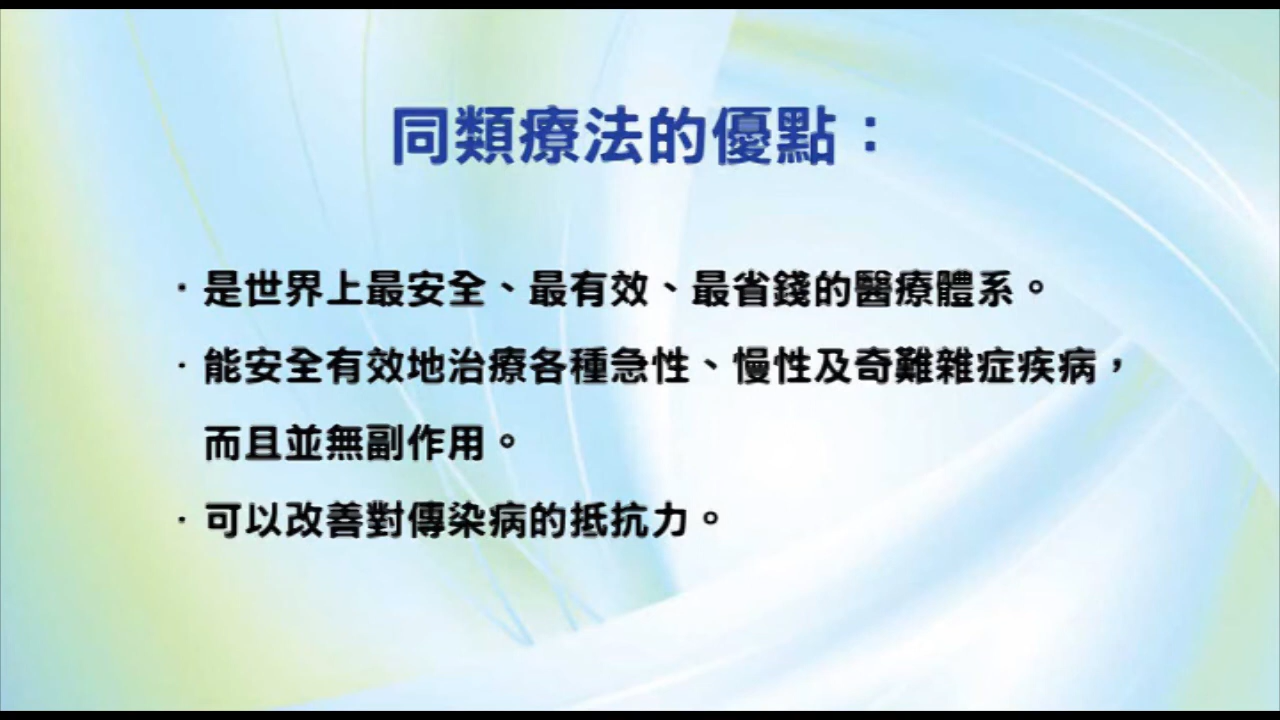 同類療法的優點：
·是世界上最安全、最有效、最省錢的醫療體系。
·能安全有效地治療各種急性、慢性及奇難雜症疾病，
而且並無副作用。
·可以改善對傳染病的抵抗力。